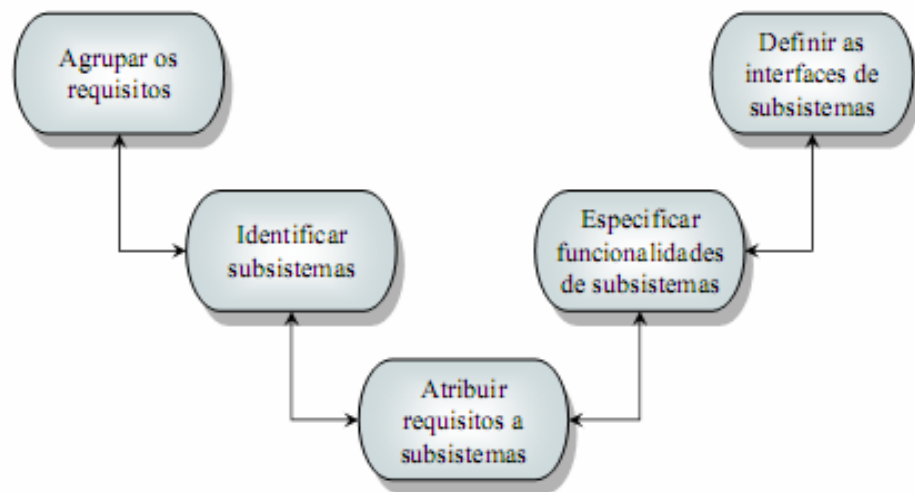 Agrupar os
requisitos
Definir as
interfaces de
subsistemas
Identificar
subsistemas
Especificar
funcionalidades
de subsistemas
Atribuir
requisitos a
subsistemas